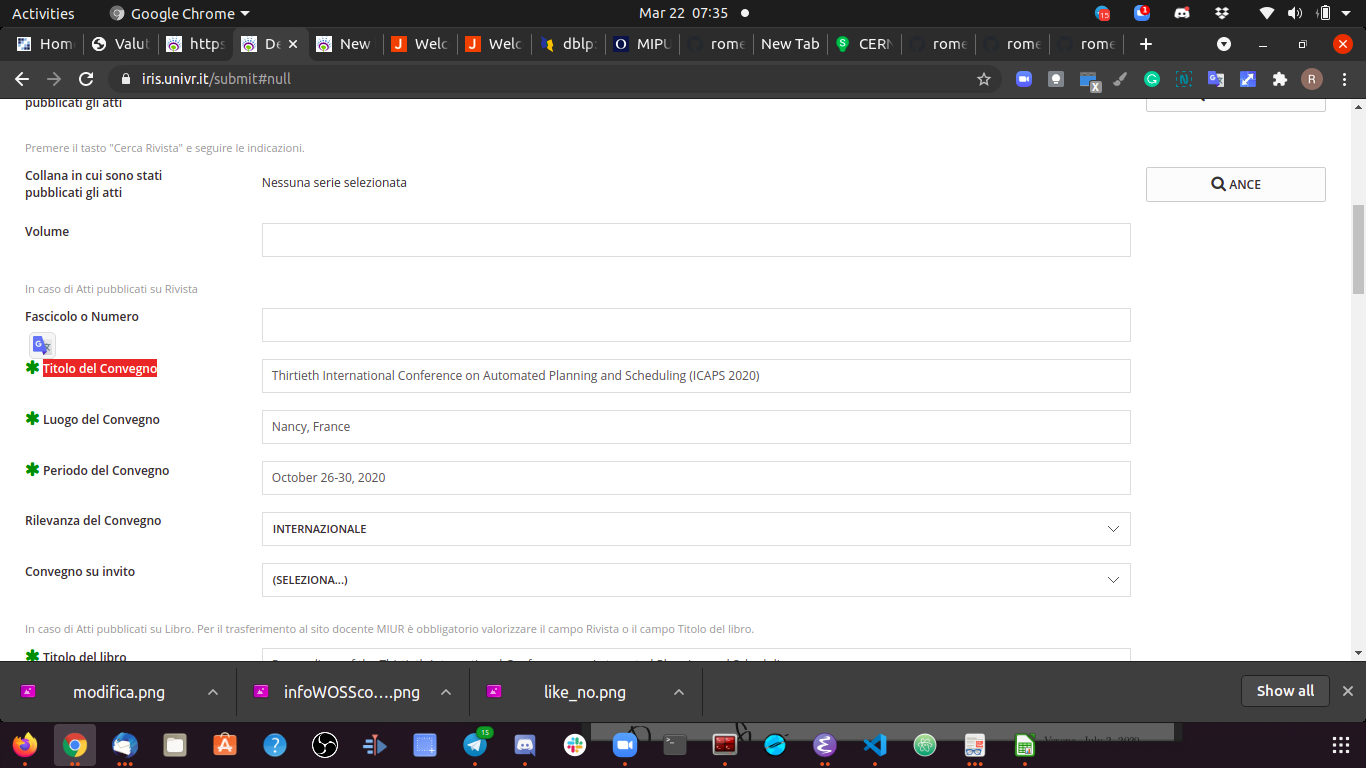 Activities
Google Chrome
Mar 22 07:35
15
1
Hom
Valut
https
De
New
Welc
Welc
dblp:
MIPU
rome
New Tab
CERN
rome
rome
rome
iris.univr.it/submit#null
R
pubblicati gli atti
Premere il tasto "Cerca Rivista" e seguire le indicazioni.
Collana in cui sono stati
pubblicati gli atti
Nessuna serie selezionata
ANCE
Volume
In caso di Atti pubblicati su Rivista
Fascicolo o Numero
Titolo del Convegno
Thirtieth International Conference on Automated Planning and Scheduling (ICAPS 2020)
Luogo del Convegno
Nancy, France
Periodo del Convegno
October 26-30, 2020
Rilevanza del Convegno
INTERNAZIONALE
Convegno su invito
(SELEZIONA...)
In caso di Atti pubblicati su Libro. Per il trasferimento al sito docente MIUR è obbligatorio valorizzare il campo Rivista o il campo Titolo del libro.
Titolo del libro
modifica.png
infoWOSSco....png
like_no.png
Show all
15